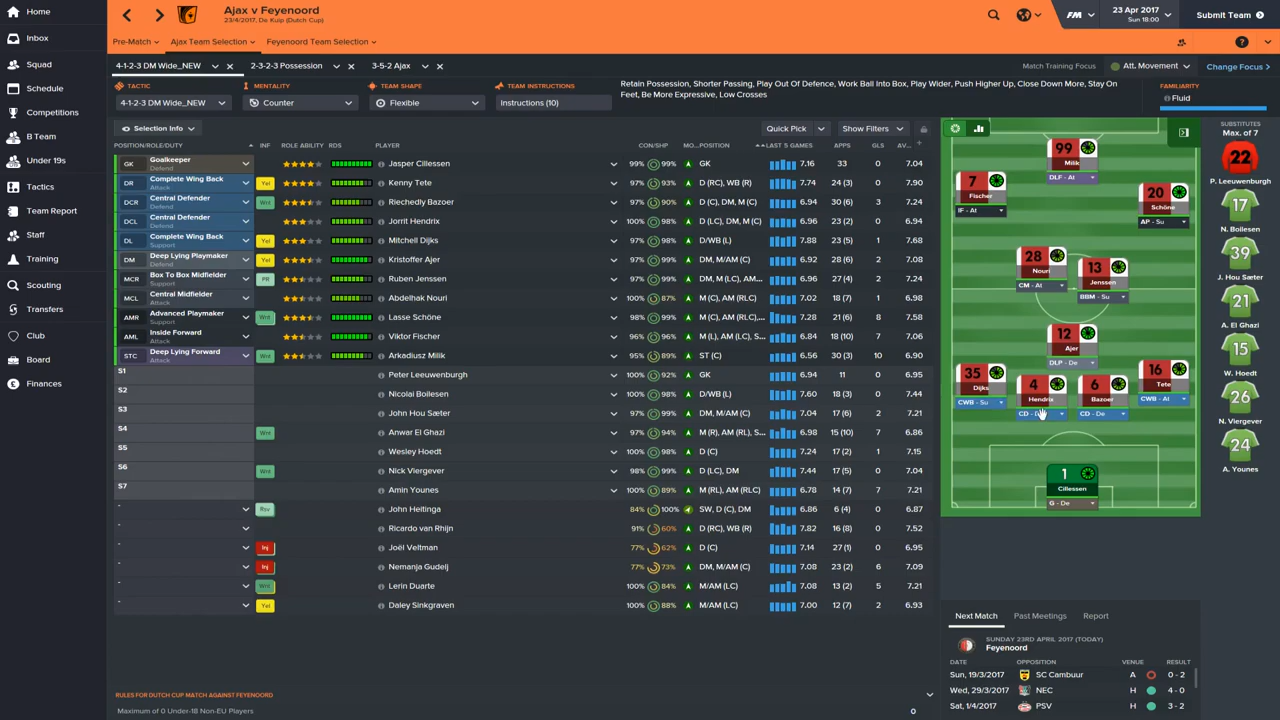 Home
Ajax v Feyenoord
23/4/2017, De Kuip (Dutch Cup)
FM
23 Apr 2017
Sun 18:00
Submit Team
Inbox
Squad
Schedule
Competitions
B Team
Under 19s
Tactics
Team Report
Staff
Training
Scouting
Transfers
Club
Board
Finances
Pre-Match
Ajax Team Selection
Feyenoord Team Selection
?
4-1-2-3 DM Wide_NEW
2-3-2-3 Possession
3-5-2 Ajax
Match Training Focus
Att. Movement
Change Focus >
TACTIC
MENTALITY
TEAM SHAPE
TEAM INSTRUCTIONS
4-1-2-3 DM Wide_NEW
Counter
Flexible
Instructions (10)
Retain Possession, Shorter Passing, Play Out Of Defence, Work Ball Into Box, Play Wider, Push Higher Up, Close Down More, Stay On
Feet, Be More Expressive, Low Crosses
FAMILIARITY
Fluid
Selection Info
Quick Pick
Show Filters
POSITION/ROLE/DUTY INF ROLE ABILITY RDS PLAYER CON/SHP MO... POSITION LAST 5 GAMES APPS GLS AV...
GK Goalkeeper Defend Jasper Cillessen 99% 99% GK 7.16 33 0 7.04
DR Complete Wing Back Attack Yel Kenny Tete 97% 93% D (RC), WB (R) 7.74 24 (3) 0 7.90
DCR Central Defender Defend Wnt Riechedly Bazoer 97% 90% D (C), DM, M (C) 6.94 30 (6) 3 7.24
DCL Central Defender Defend Jorrit Hendrix 100% 98% D (LC), DM, M (C) 6.96 23 (2) 0 6.94
DL Complete Wing Back Support Yel Mitchell Dijks 97% 98% D/WB (L) 7.88 23 (5) 1 7.68
DM Deep Lying Playmaker Defend Yel Kristoffer Ajer 97% 97% DM, M/AM (C) 6.92 28 (6) 2 7.08
MCR Box To Box Midfielder Support PR Ruben Jenssen 97% 97% DM, M (LC), AM... 6.96 27 (4) 2 7.24
MCL Central Midfielder Attack Abdelhak Nouri 100% 87% M (C), AM (RLC) 7.02 18 (7) 1 6.98
AMR Advanced Playmaker Support Wnt Lasse Schöne 98% 99% M (C), AM (RLC) 7.28 21 (6) 8 7.58
AML Inside Forward Attack Viktor Fischer 96% 96% M (L), AM (RL), S... 6.84 18 (10) 7 7.06
STC Deep Lying Forward Attack Wnt Arkadiusz Milik 97% 89% ST (C) 6.56 30 (3) 10 6.90
S1 Peter Leeuwenburgh 100% 92% GK 6.94 11 0 6.95
S2 Nicolai Boilesen 100% 98% D/WB (L) 7.60 18 (3) 0 7.44
S3 John Hou Sæter 97% 97% DM, M/AM (C) 7.04 17 (6) 2 7.21
S4 Wnt Anwar El Ghazi 97% 94% M (R), AM (RL), S... 6.98 15 (10) 7 6.86
S5 Wesley Hoedt 100% 98% D (C) 7.24 17 (2) 1 7.15
S6 Wnt Nick Viergever 98% 99% D (LC), DM 7.44 17 (5) 0 7.04
S7 Amin Younes 100% 89% M (RL), AM (RLC) 6.78 14 (7) 7 7.21
- Rsv John Heitinga 84% 100% SW, D (C), DM 6.86 6 (4) 0 6.87
- Ricardo van Rhijn 91% 60% D (RC), WB (R) 7.82 16 (8) 0 7.52
- Inj Joël Veltman 77% 62% D (C) 7.14 27 (1) 0 6.95
- Inj Nemanja Gudelj 77% 73% DM, M/AM (C) 7.08 23 (2) 6 7.09
- Wnt Lerin Duarte 100% 84% M/AM (LC) 7.08 13 (2) 5 7.21
- Yel Daley Sinkgraven 100% 88% M/AM (LC) 7.00 12 (7) 2 6.93
RULES FOR DUTCH CUP MATCH AGAINST FEYENOORD
Maximum of 0 Under-18 Non-EU Players 0
99
Milik
DLF - At
7
Fischer
IF - At
20
Schöne
AP - Su
28
Nouri
CM - At
13
Jenssen
BBM - Su
12
Ajer
DLP - De
35
Dijks
CWB - Su
4
Hendrix
CD -
6
Bazoer
CD - De
16
Tete
CWB - At
1
Cillessen
G - De
SUBSTITUTES
Max. of 7
22
P. Leeuwenburgh
17
N. Boilesen
39
J. Hou Sæter
21
A. El Ghazi
15
W. Hoedt
26
N. Viergever
24
A. Younes
Next Match
Past Meetings
Report
SUNDAY 23RD APRIL 2017 (TODAY)
Feyenoord
DATE OPPOSITION VENUE RESULT
Sun, 19/3/2017 SC Cambuur A 0 - 2
Wed, 29/3/2017 NEC H 4 - 0
Sat, 1/4/2017 PSV H 3 - 2